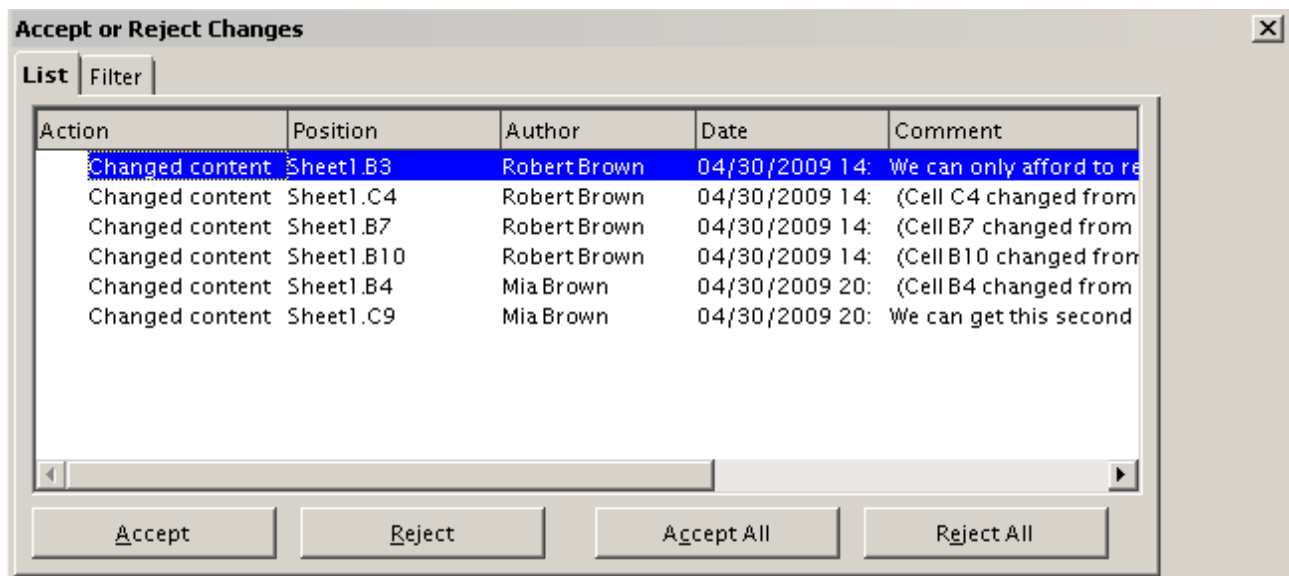 Accept or Reject Changes
List Filter
Action Position Author Date Comment
Changed content Sheet1.B3 Robert Brown 04/30/2009 14: We can only afford to re
Changed content Sheet1.C4 Robert Brown 04/30/2009 14: (Cell C4 changed from
Changed content Sheet1.B7 Robert Brown 04/30/2009 14: (Cell B7 changed from
Changed content Sheet1.B10 Robert Brown 04/30/2009 14: (Cell B10 changed from
Changed content Sheet1.B4 Mia Brown 04/30/2009 20: (Cell B4 changed from
Changed content Sheet1.C9 Mia Brown 04/30/2009 20: We can get this second
Accept Reject Accept All Reject All